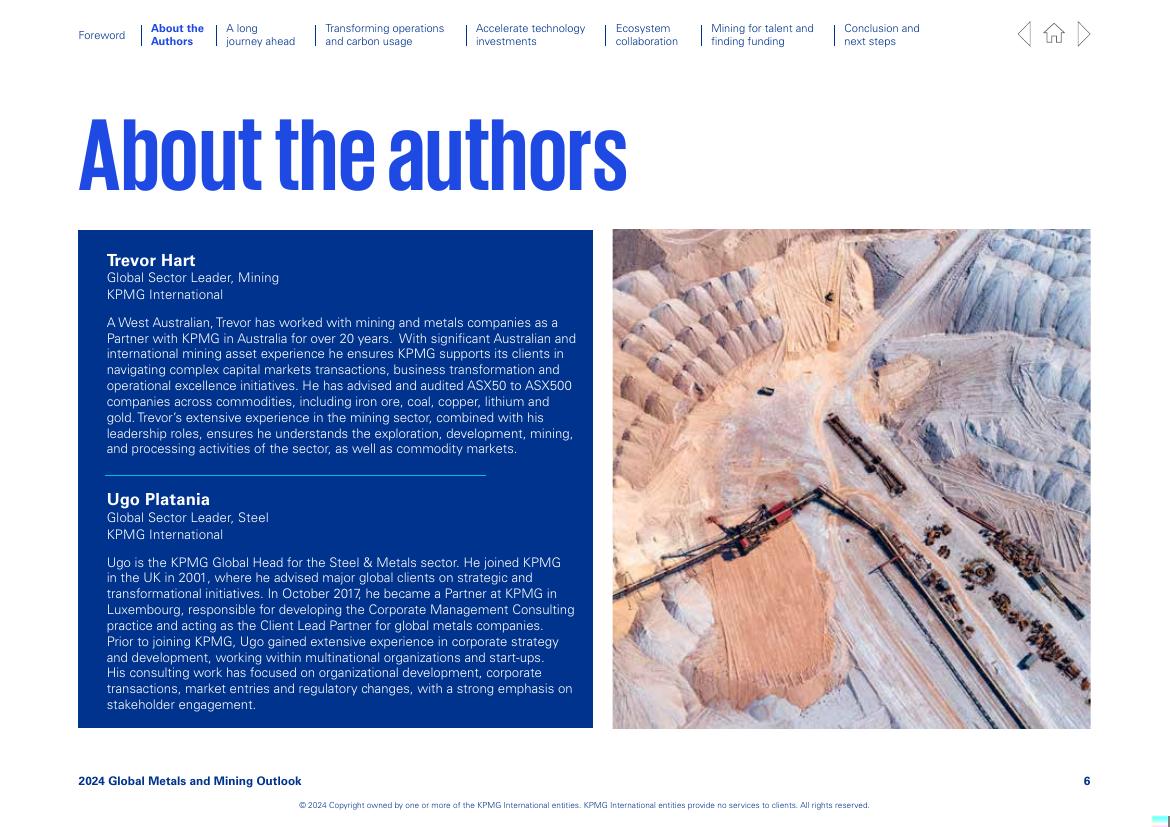 Foreword
About the
Authors
A long
journey ahead
Transforming operations
and carbon usage
Accelerate technology
investments
Ecosystem
collaboration
Mining for talent and
finding funding
Conclusion and
next steps
About the authors
Trevor Hart
Global Sector Leader, Mining
KPMG International
A West Australian, Trevor has worked with mining and metals companies as a
Partner with KPMG in Australia for over 20 years. With significant Australian and
international mining asset experience he ensures KPMG supports its clients in
navigating complex capital markets transactions, business transformation and
operational excellence initiatives. He has advised and audited ASX50 to ASX500
companies across commodities, including iron ore, coal, copper, lithium and
gold. Trevor's extensive experience in the mining sector, combined with his
leadership roles, ensures he understands the exploration, development, mining,
and processing activities of the sector, as well as commodity markets.
Ugo Platania
Global Sector Leader, Steel
KPMG International
Ugo is the KPMG Global Head for the Steel & Metals sector. He joined KPMG
in the UK in 2001, where he advised major global clients on strategic and
transformational initiatives. In October 2017, he became a Partner at KPMG in
Luxembourg, responsible for developing the Corporate Management Consulting
practice and acting as the Client Lead Partner for global metals companies.
Prior to joining KPMG, Ugo gained extensive experience in corporate strategy
and development, working within multinational organizations and start-ups.
His consulting work has focused on organizational development, corporate
transactions, market entries and regulatory changes, with a strong emphasis on
stakeholder engagement.
2024 Global Metals and Mining Outlook
6
© 2024 Copyright owned by one or more of the KPMG International entities. KPMG International entities provide no services to clients. All rights reserved.